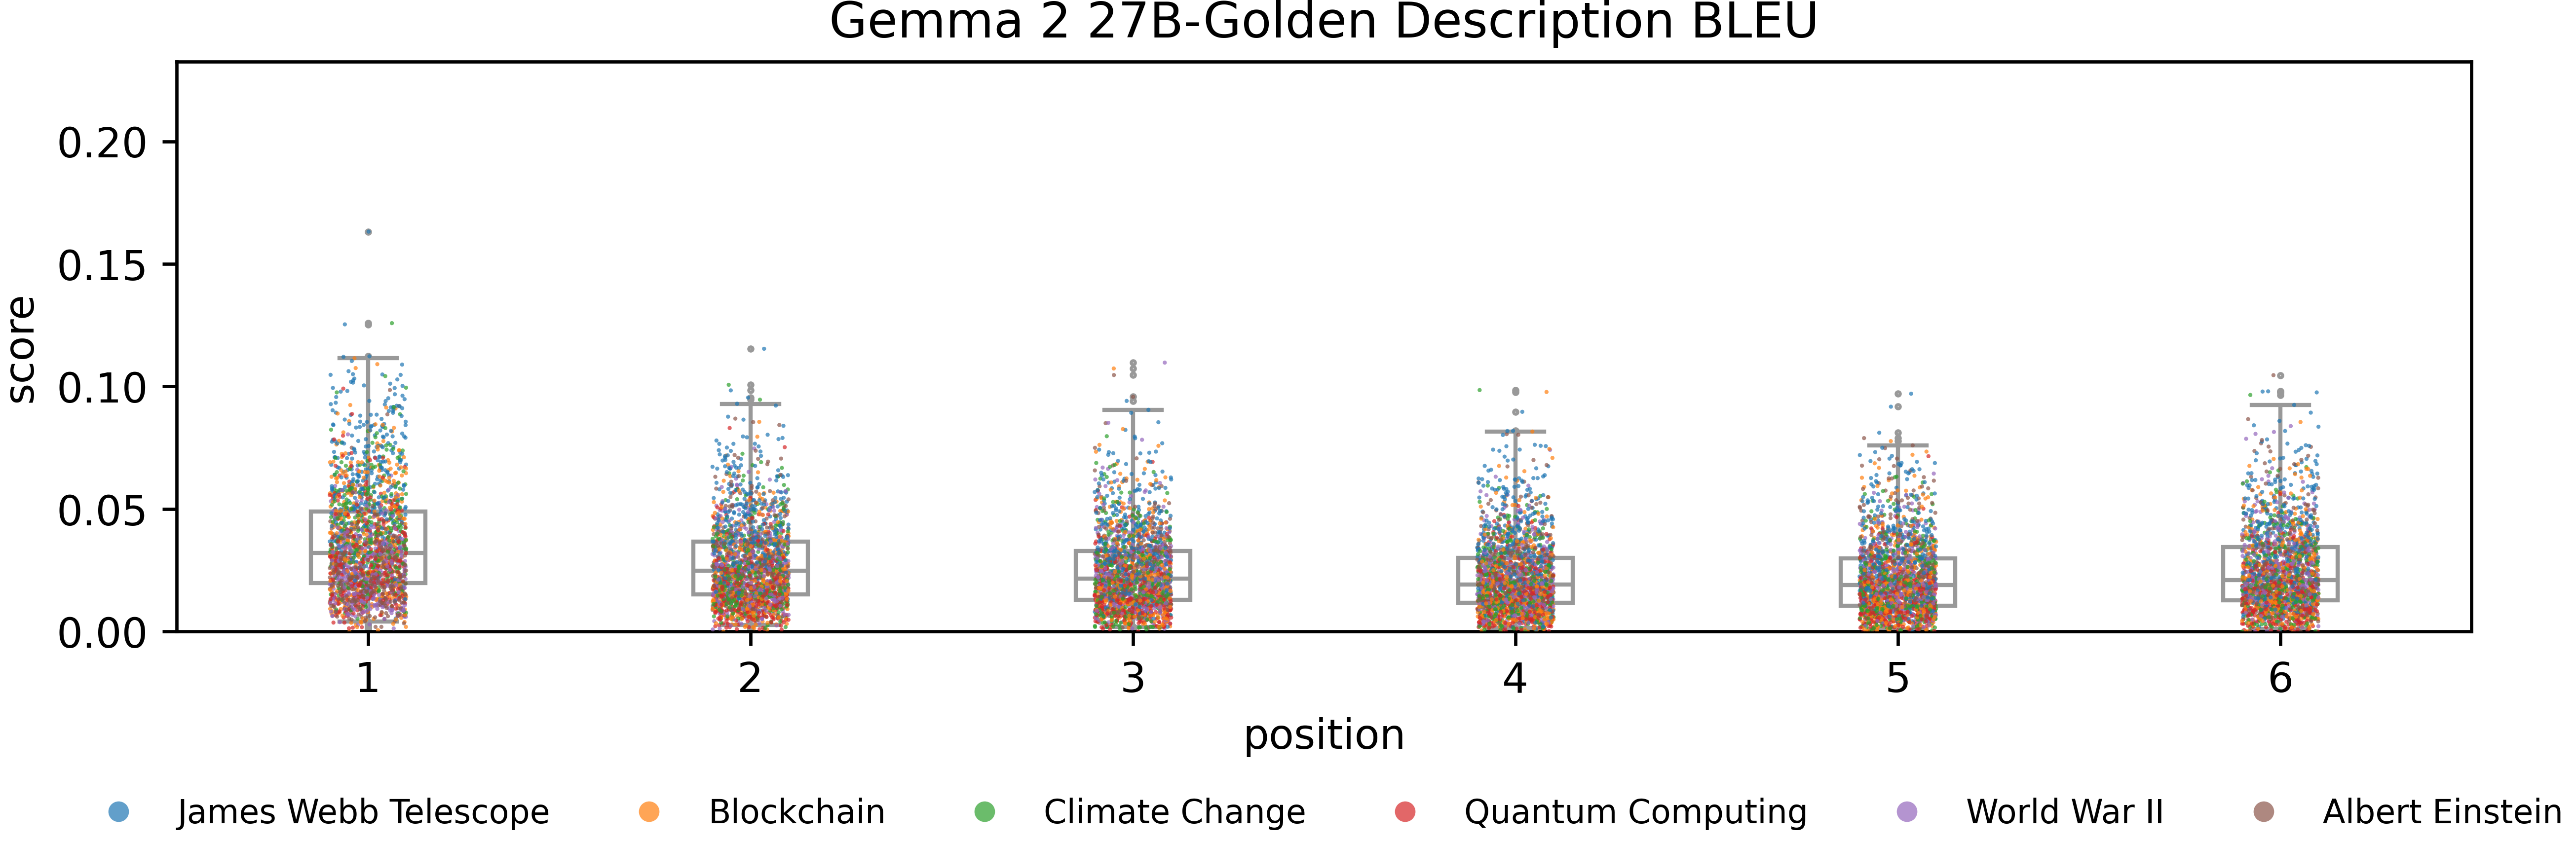 Gemma 2 27B-Golden Description BLEU
score
0.20
0.15
0.10
0.05
0.00
1 2 3 4 5 6
position
James Webb Telescope Blockchain Climate Change Quantum Computing World War II Albert Einstein